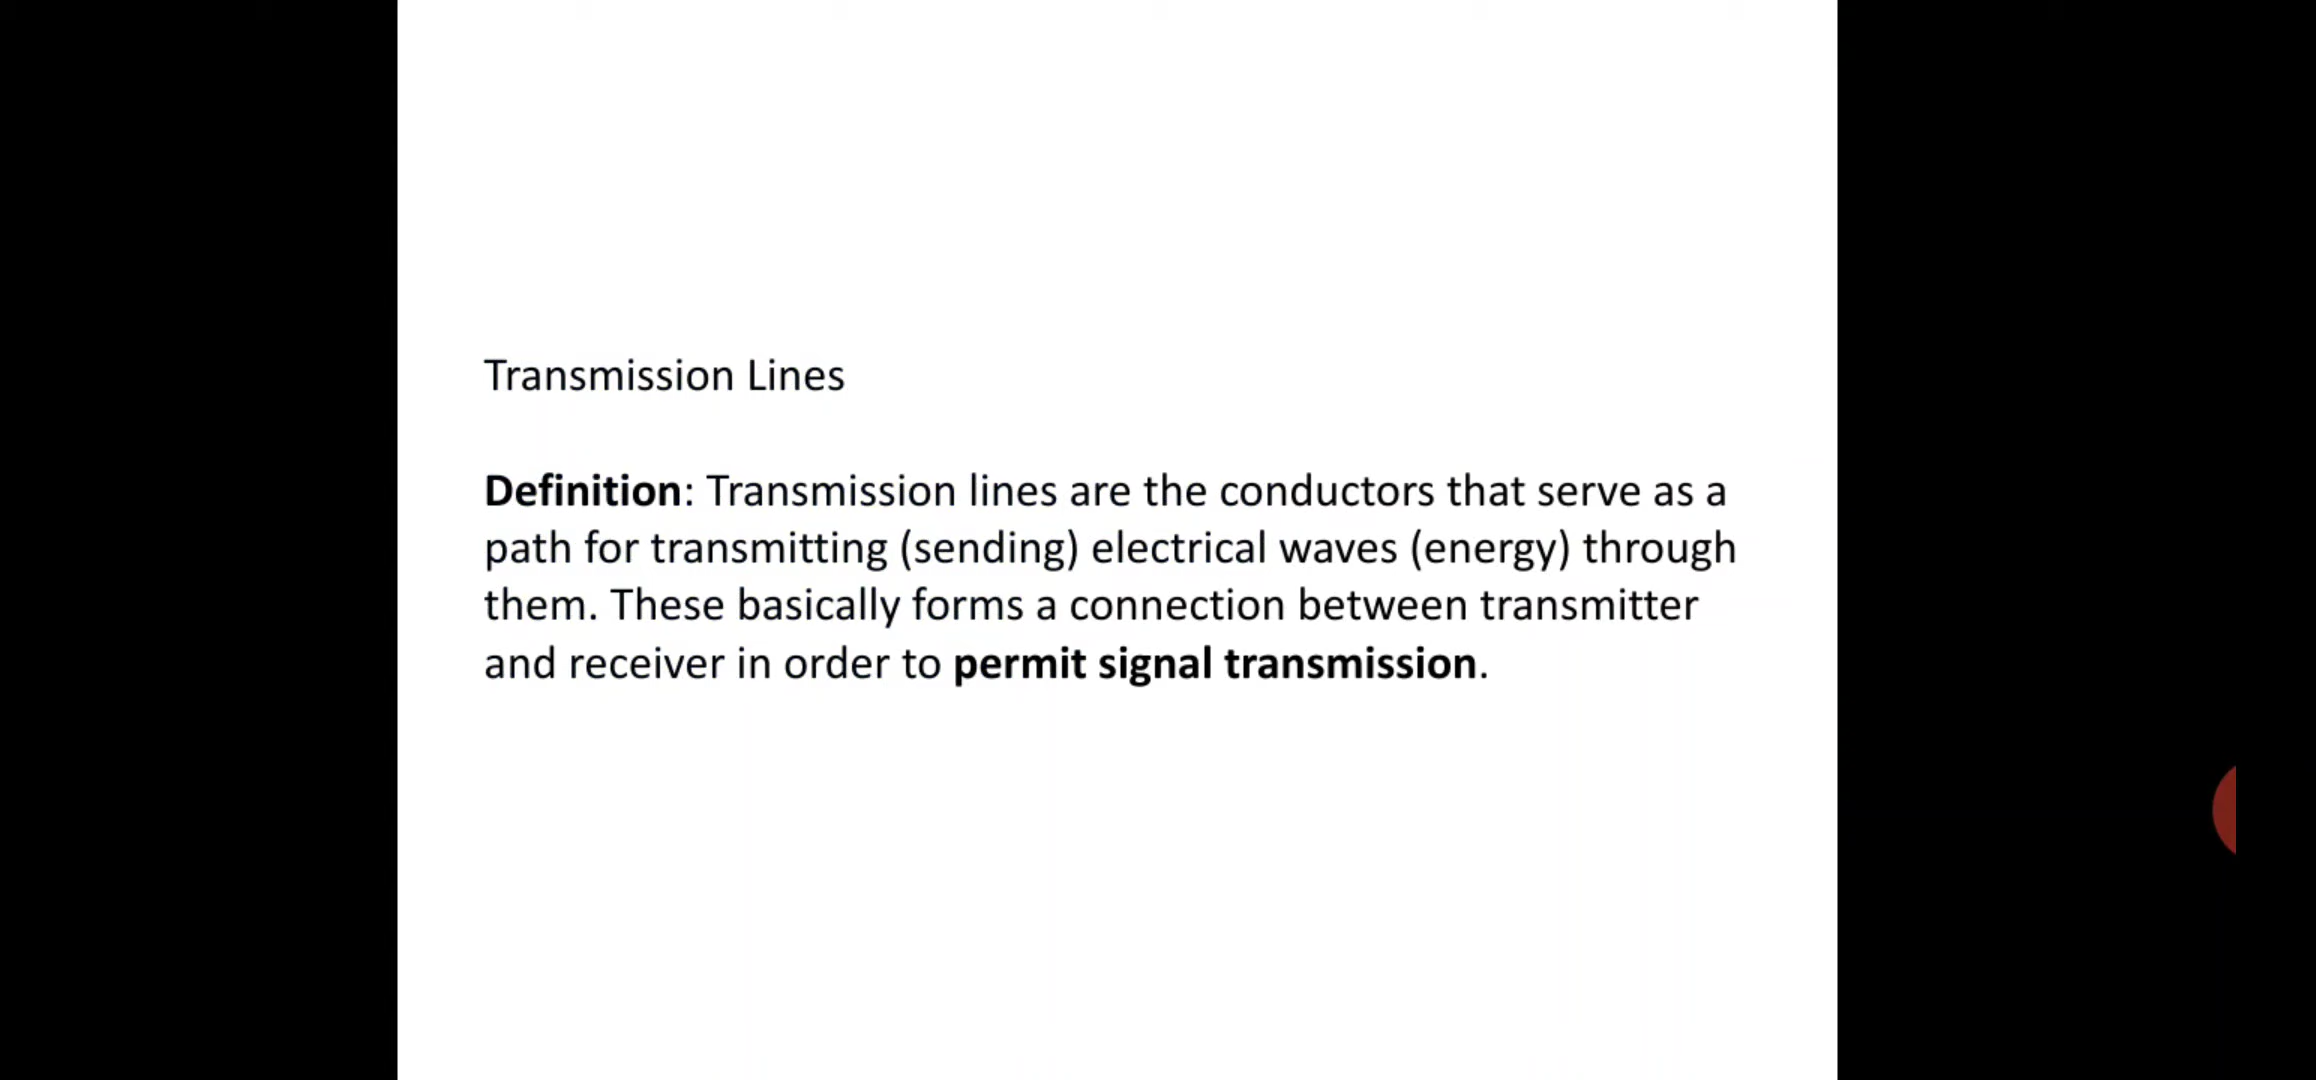 Transmission Lines
Definition: Transmission lines are the conductors that serve as a
path for transmitting (sending) electrical waves (energy) through
them. These basically forms a connection between transmitter
and receiver in order to permit signal transmission.